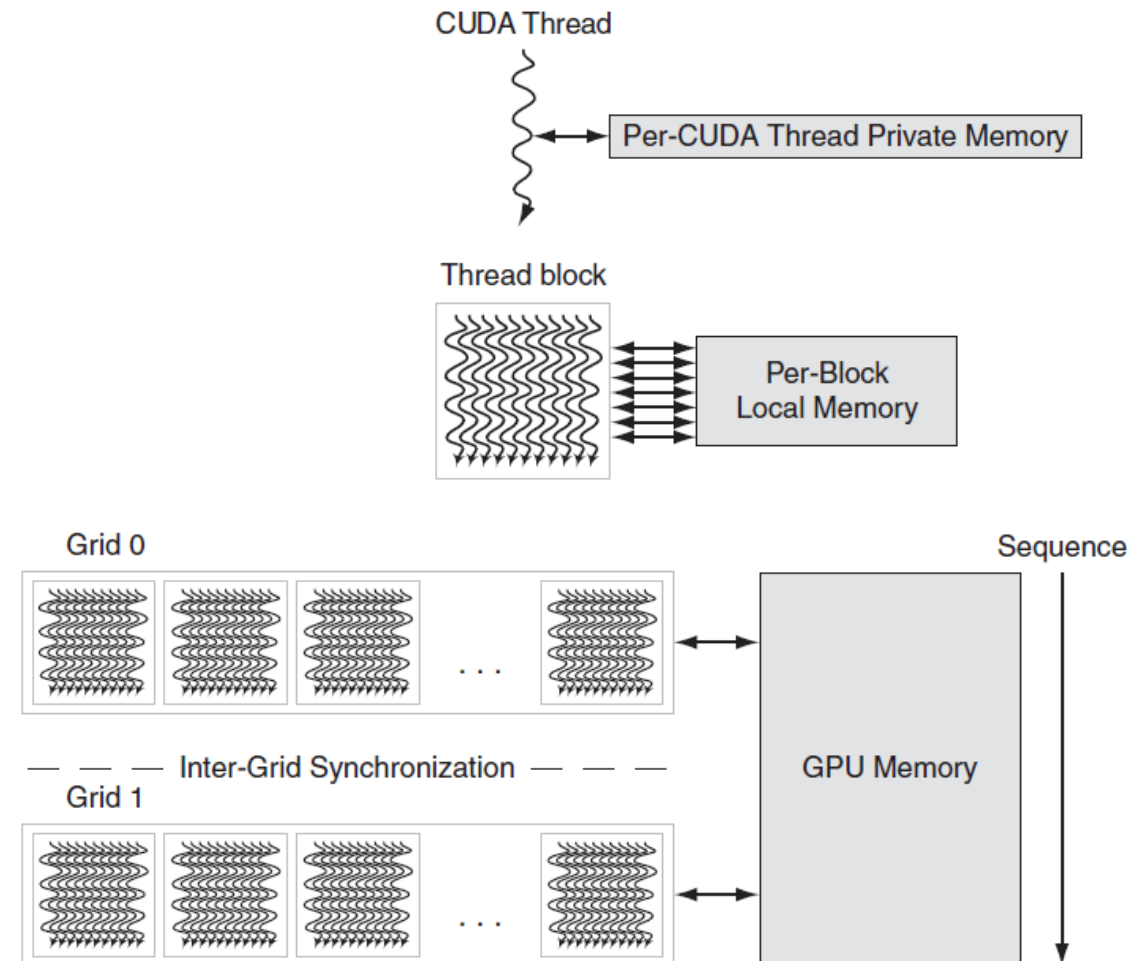 CUDA Thread
Per-CUDA Thread Private Memory
Thread block
Per-Block
Local Memory
Grid 0
Sequence
. . .
Inter-Grid Synchronization
GPU Memory
Grid 1
. . .